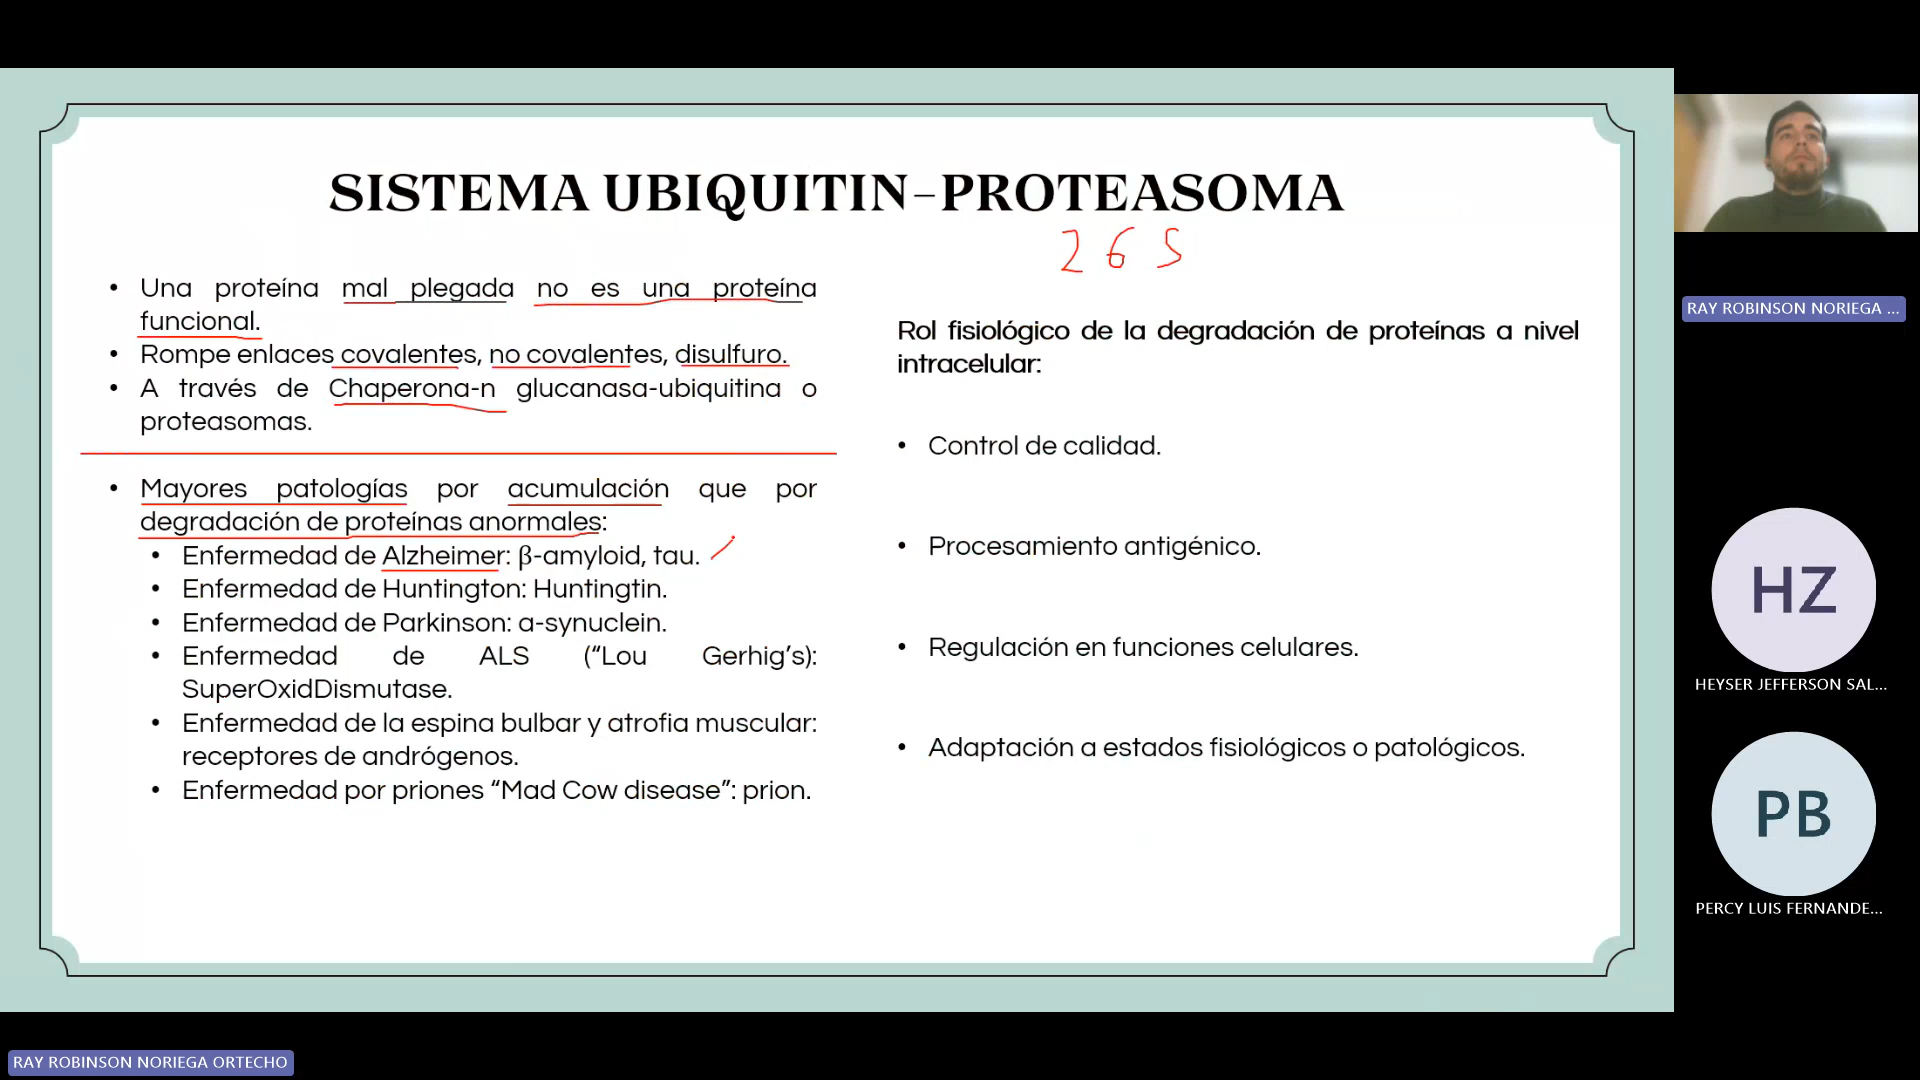 SISTEMA UBIQUITIN–PROTEASOMA
26S
• Una proteína mal plegada no es una proteína
funcional.
• Rompe enlaces covalentes, no covalentes, disulfuro.
• A través de Chaperona-n glucanasa-ubiquitina o
proteasomas.
• Mayores patologías por acumulación que por
degradación de proteínas anormales:
• Enfermedad de Alzheimer: β-amyloid, tau.
• Enfermedad de Huntington: Huntingtin.
• Enfermedad de Parkinson: α-synuclein.
• Enfermedad de ALS (“Lou Gerhig’s):
SuperOxidDismutase.
• Enfermedad de la espina bulbar y atrofia muscular:
receptores de andrógenos.
• Enfermedad por priones “Mad Cow disease”: prion.
Rol fisiológico de la degradación de proteínas a nivel
intracelular:
• Control de calidad.
• Procesamiento antigénico.
• Regulación en funciones celulares.
• Adaptación a estados fisiológicos o patológicos.
RAY ROBINSON NORIEGA ...
HZ
HEYSER JEFFERSON SAL...
PB
PERCY LUIS FERNANDE...
RAY ROBINSON NORIEGA ORTECHO